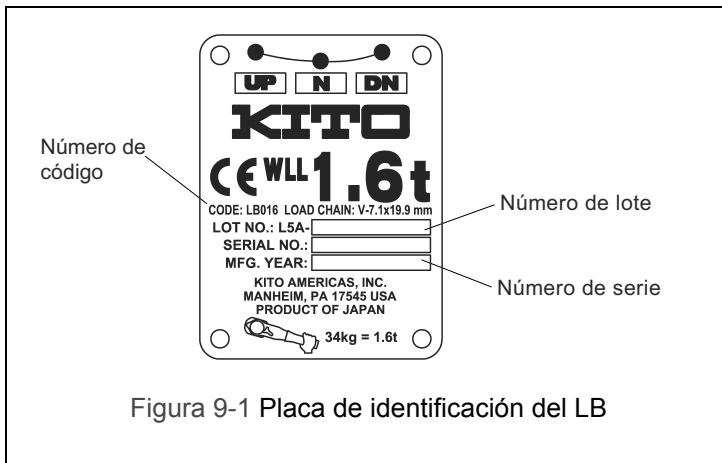 UP N DN
KITO
CE WLL 1.6t
Número de
código
CODE: LB016 LOAD CHAIN: V-7.1x19.9 mm
LOT NO.: L5A-
Número de lote
SERIAL NO.:
MFG. YEAR:
Número de serie
KITO AMERICAS, INC.
MANHEIM, PA 17545 USA
PRODUCT OF JAPAN
34kg = 1.6t
Figura 9-1 Placa de identificación del LB